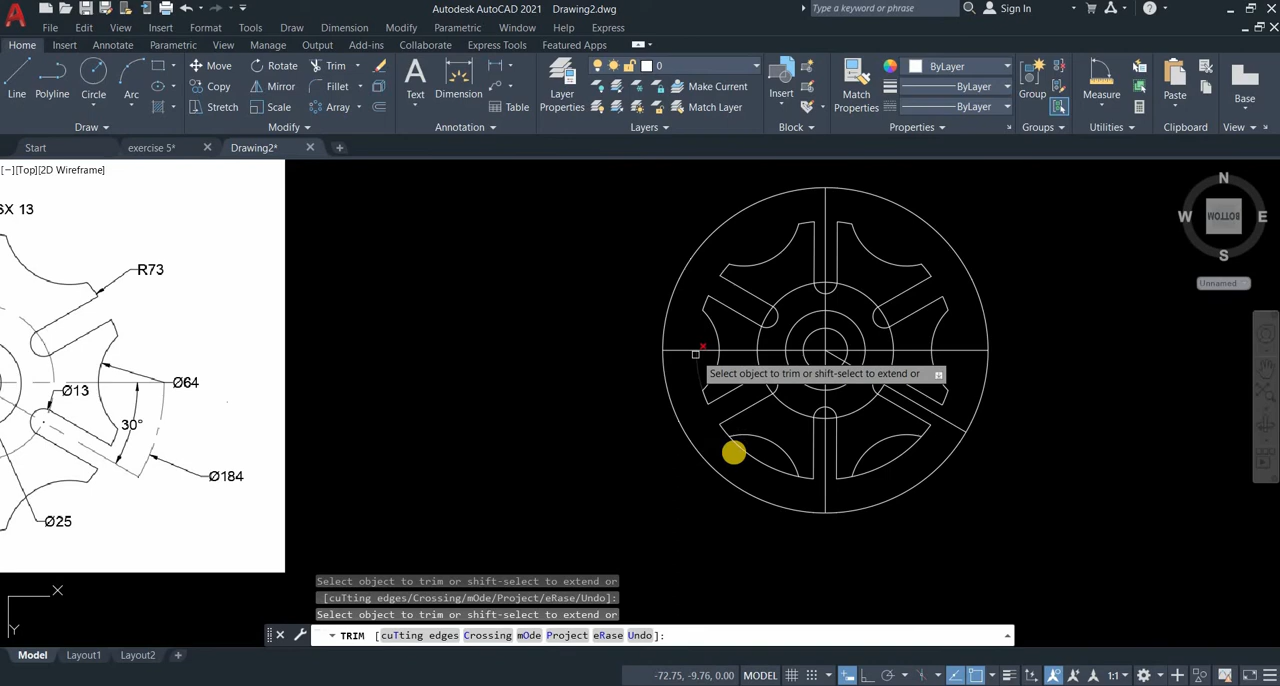 Autodesk AutoCAD 2021 Drawing2.dwg
Type a keyword or phrase
Sign In
File Edit View Insert Format Tools Draw Dimension Modify Parametric Window Help Express
Home Insert Annotate Parametric View Manage Output Add-ins Collaborate Express Tools Featured Apps
Line Polyline Circle Arc
Move Rotate Trim
Copy Mirror Fillet
Stretch Scale Array
Text Dimension Table
Layer Properties
0
Make Current
Match Layer
Insert
Match Properties
ByLayer
ByLayer
ByLayer
Group
Measure
Paste
Base
Draw Modify Annotation Layers Block Properties Groups Utilities Clipboard View
Start exercise 5* Drawing2*
[−][Top][2D Wireframe]
N
W BOTTOM E
S
Unnamed
SX 13
R73
Ø64
Ø13
30°
Ø184
Ø25
Select object to trim or shift-select to extend or
X
Y
Select object to trim or shift-select to extend or
[cuTting edges/Crossing/mOde/Project/eRase/Undo]:
Select object to trim or shift-select to extend or
TRIM [cuTting edges Crossing mOde Project eRase Undo]:
Model Layout1 Layout2
-72.75, -9.76, 0.00 MODEL 1:1